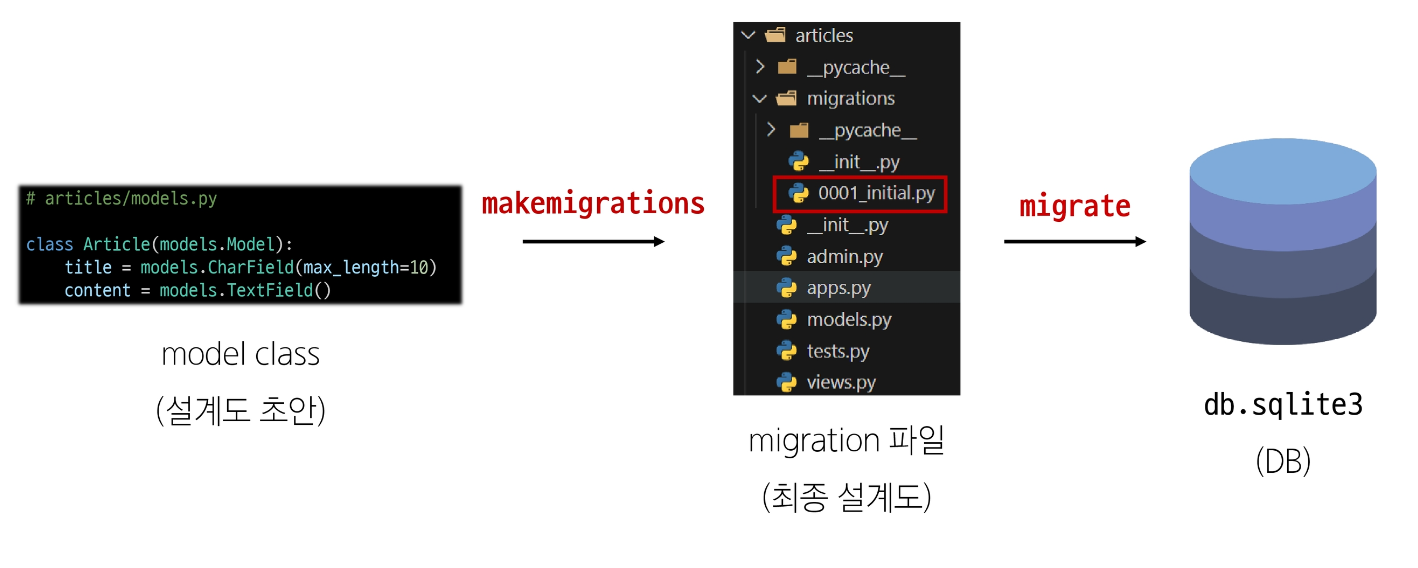 # articles/models.py
class Article(models.Model):
title = models.CharField(max_length=10)
content = models.TextField()
model class
(설계도 초안)
makemigrations
articles
__pycache__
migrations
__pycache__
__init__.py
0001_initial.py
__init__.py
admin.py
apps.py
models.py
tests.py
views.py
migration 파일
(최종 설계도)
migrate
db.sqlite3
(DB)